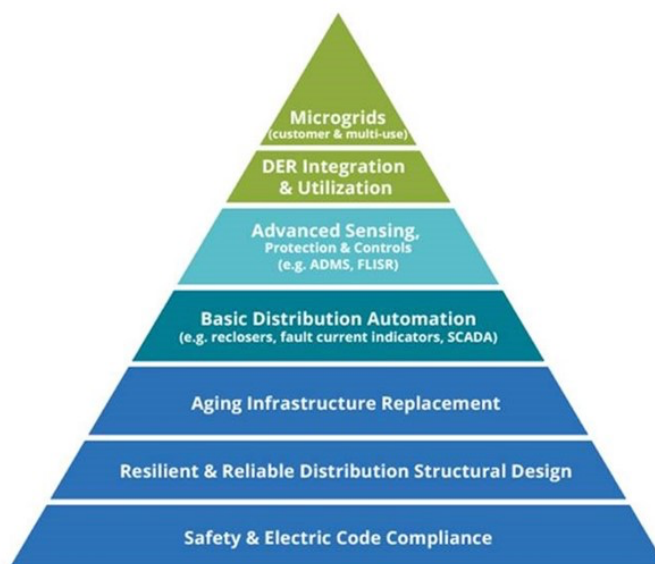 Microgrids
(customer & multi-use)
DER Integration
& Utilization
Advanced Sensing,
Protection & Controls
(e.g. ADMS, FLISR)
Basic Distribution Automation
(e.g. reclosers, fault current indicators, SCADA)
Aging Infrastructure Replacement
Resilient & Reliable Distribution Structural Design
Safety & Electric Code Compliance